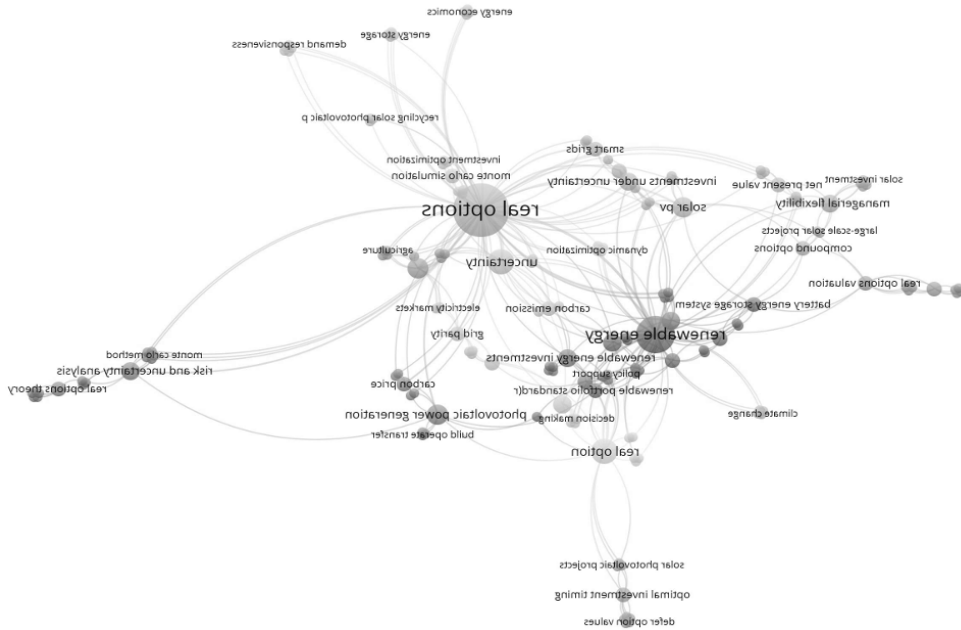 energy economics
energy storage
demand responsiveness
recycling solar photovoltaic p
smart grids
investment optimization
monte carlo simulation
investments under uncertainty
net present value
solar investment
managerial flexibility
real options
solar pv
large-scale solar projects
agriculture
uncertainty
dynamic optimization
compound options
real options valuation
electricity markets
carbon emission
battery energy storage system
grid parity
renewable energy
monte carlo method
renewable energy investments
risk and uncertainty analysis
policy support
carbon price
real options theory
renewable portfolio standard(r
photovoltaic power generation
decision making
climate change
build operate transfer
real option
solar photovoltaic projects
optimal investment timing
defer option values